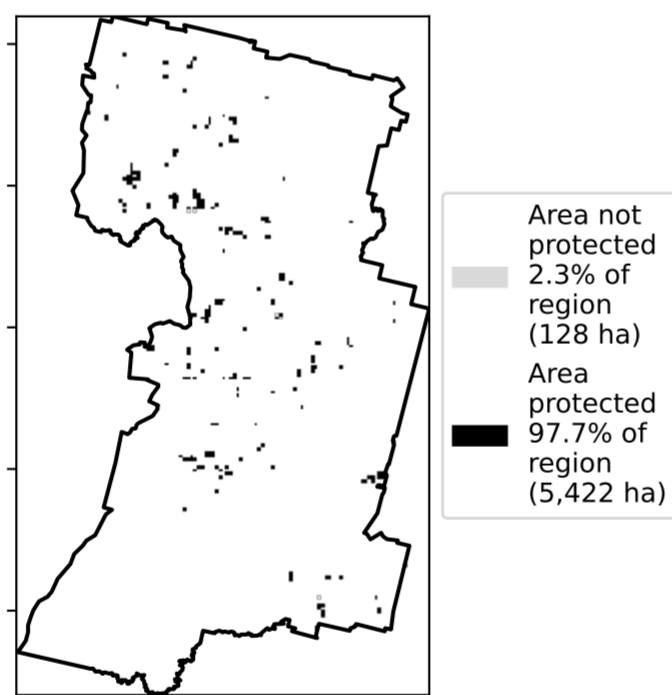 Area not
protected
2.3% of
region
(128 ha)
Area
protected
97.7% of
region
(5,422 ha)